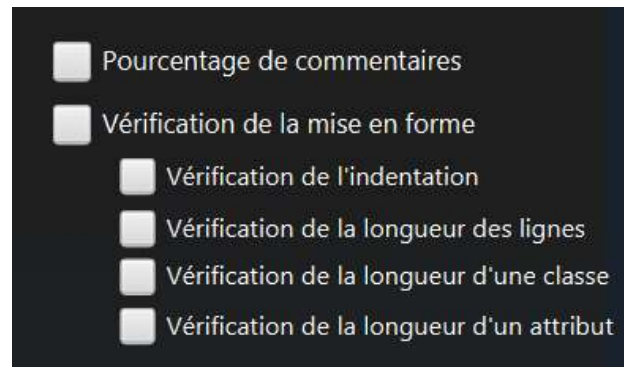 Pourcentage de commentaires
Vérification de la mise en forme
Vérification de l'indentation
Vérification de la longueur des lignes
Vérification de la longueur d'une classe
Vérification de la longueur d'un attribut